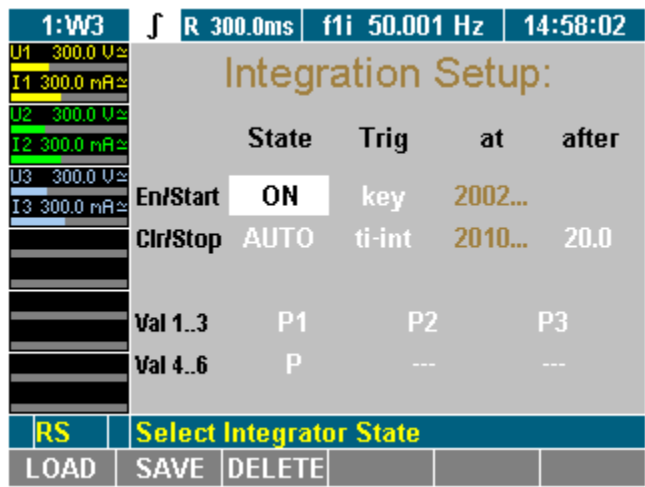 1:W3 ∫ R 300.0ms f1i 50.001 Hz 14:58:02
U1 300.0 V≃
I1 300.0 mA≃
U2 300.0 V≃
I2 300.0 mA≃
U3 300.0 V≃
I3 300.0 mA≃
Integration Setup:
State Trig at after
En/Start ON key 2002...
Clr/Stop AUTO ti-int 2010... 20.0
Val 1..3 P1 P2 P3
Val 4..6 P --- ---
RS Select Integrator State
LOAD SAVE DELETE